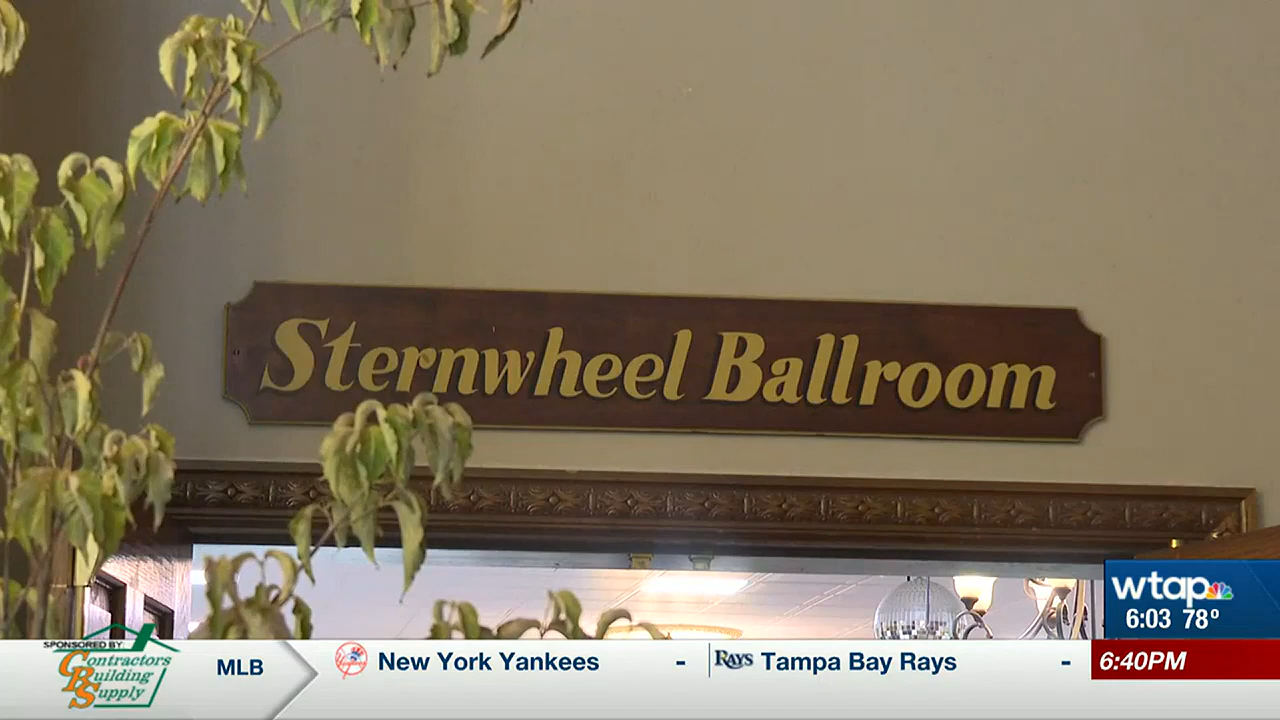 Sternwheel Ballroom
wtap
6:03 78°
SPONSORED BY
Contractors
Building
Supply
MLB
New York Yankees -
RAYS Tampa Bay Rays -
6:40PM